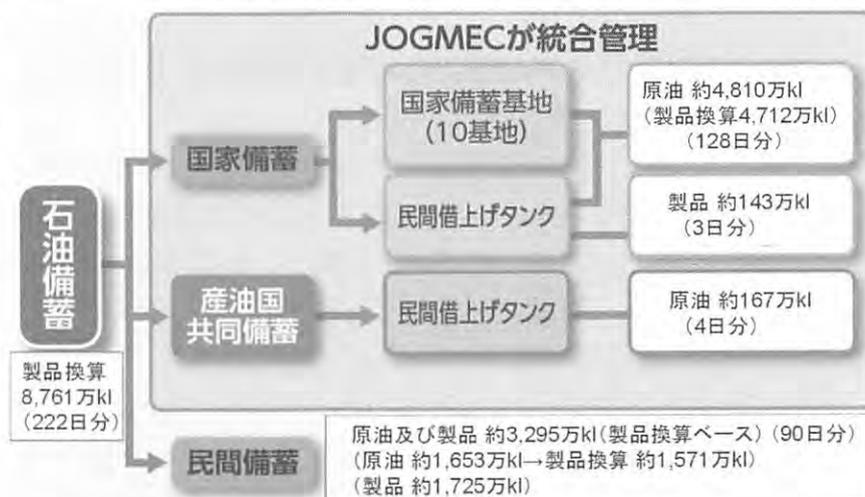 JOGMECが統合管理
石油備蓄
製品換算
8,761万kl
(222日分)
国家備蓄
国家備蓄基地
(10基地)
民間借上げタンク
原油 約4,810万kl
(製品換算4,712万kl)
(128日分)
製品 約143万kl
(3日分)
産油国
共同備蓄
民間借上げタンク
原油 約167万kl
(4日分)
民間備蓄
原油及び製品 約3,295万kl(製品換算ベース)(90日分)
(原油 約1,653万kl→製品換算 約1,571万kl)
(製品 約1,725万kl)